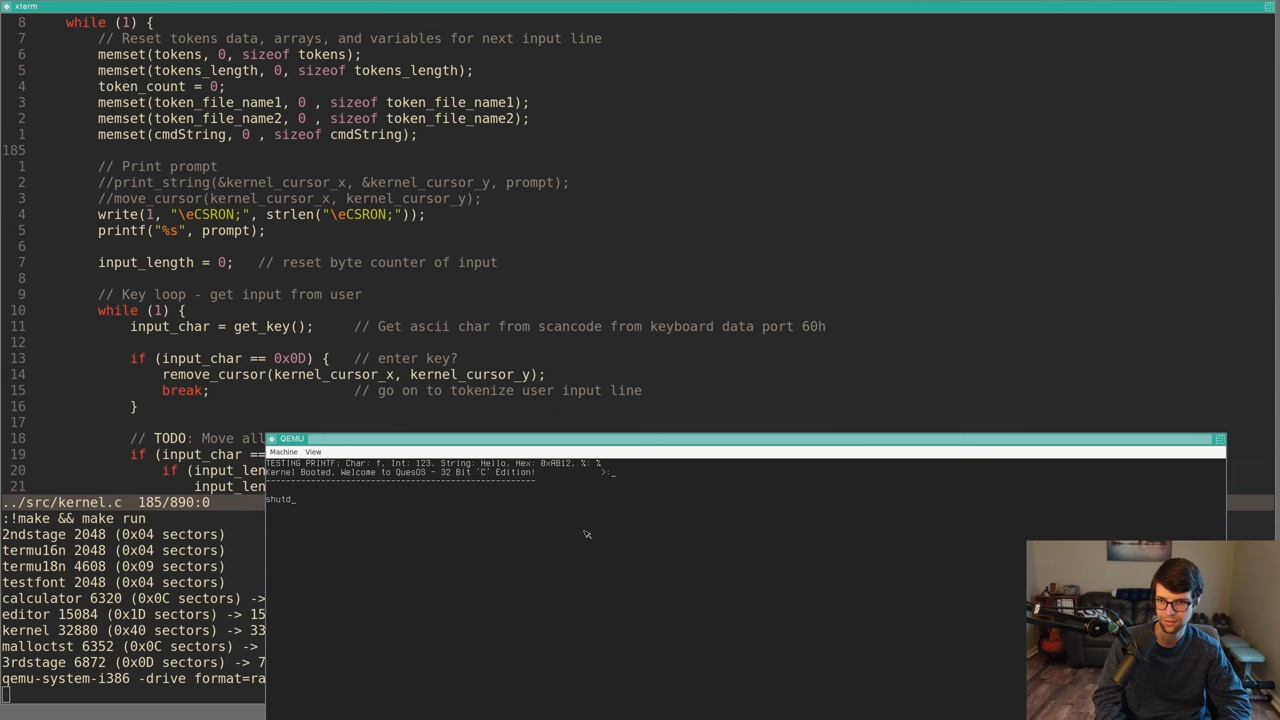 xterm
8 while (1) {
7 // Reset tokens data, arrays, and variables for next input line
6 memset(tokens, 0, sizeof tokens);
5 memset(tokens_length, 0, sizeof tokens_length);
4 token_count = 0;
3 memset(token_file_name1, 0 , sizeof token_file_name1);
2 memset(token_file_name2, 0 , sizeof token_file_name2);
1 memset(cmdString, 0 , sizeof cmdString);
185
1 // Print prompt
2 //print_string(&kernel_cursor_x, &kernel_cursor_y, prompt);
3 //move_cursor(kernel_cursor_x, kernel_cursor_y);
4 write(1, "\eCSRON;", strlen("\eCSRON;"));
5 printf("%s", prompt);
6
7 input_length = 0; // reset byte counter of input
8
9 // Key loop - get input from user
10 while (1) {
11 input_char = get_key(); // Get ascii char from scancode from keyboard data port 60h
12
13 if (input_char == 0x0D) { // enter key?
14 remove_cursor(kernel_cursor_x, kernel_cursor_y);
15 break; // go on to tokenize user input line
16 }
17
18 // TODO: Move all
19 if (input_char ==
20 if (input_len
21 input_len
../src/kernel.c 185/890:0
:!make && make run
2ndstage 2048 (0x04 sectors)
termu16n 2048 (0x04 sectors)
termu18n 4608 (0x09 sectors)
testfont 2048 (0x04 sectors)
calculator 6320 (0x0C sectors) ->
editor 15084 (0x1D sectors) -> 15
kernel 32880 (0x40 sectors) -> 33
malloctst 6352 (0x0C sectors) ->
3rdstage 6872 (0x0D sectors) -> 7
qemu-system-i386 -drive format=ra
QEMU
Machine View
TESTING PRINTF; Char: f, Int: 123, String: Hello, Hex: 0xAB12, %: %
Kernel Booted, Welcome to QuesOS - 32 Bit 'C' Edition! >:_
------------------------------------------------------
shutd_